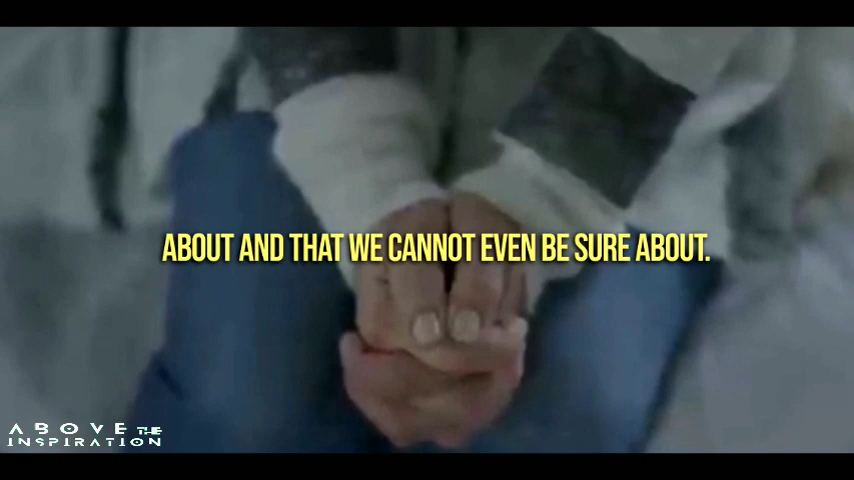 ABOUT AND THAT WE CANNOT EVEN BE SURE ABOUT.
ABOVE THE
INSPIRATION